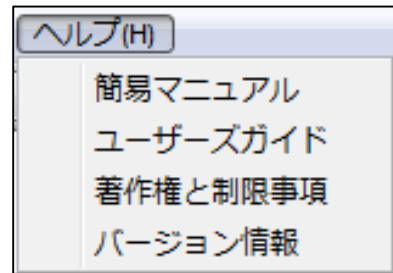 ヘルプ(H)
簡易マニュアル
ユーザーズガイド
著作権と制限事項
バージョン情報